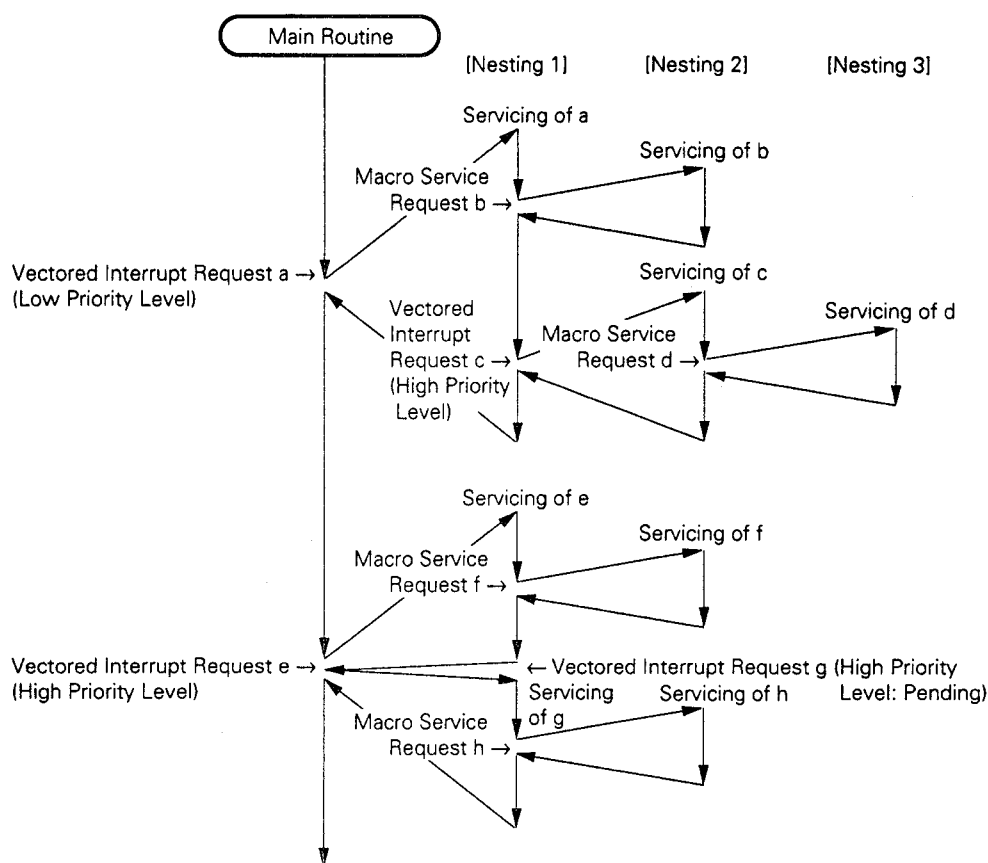 Main Routine
[Nesting 1]
[Nesting 2]
[Nesting 3]
Servicing of a
Servicing of b
Macro Service
Request b →
Vectored Interrupt Request a →
(Low Priority Level)
Servicing of c
Vectored
Interrupt
Request c →
(High Priority
Level)
Macro Service
Request d →
Servicing of d
Servicing of e
Servicing of f
Macro Service
Request f →
Vectored Interrupt Request e →
(High Priority Level)
← Vectored Interrupt Request g (High Priority
Level: Pending)
Servicing
of g
Servicing of h
Macro Service
Request h →